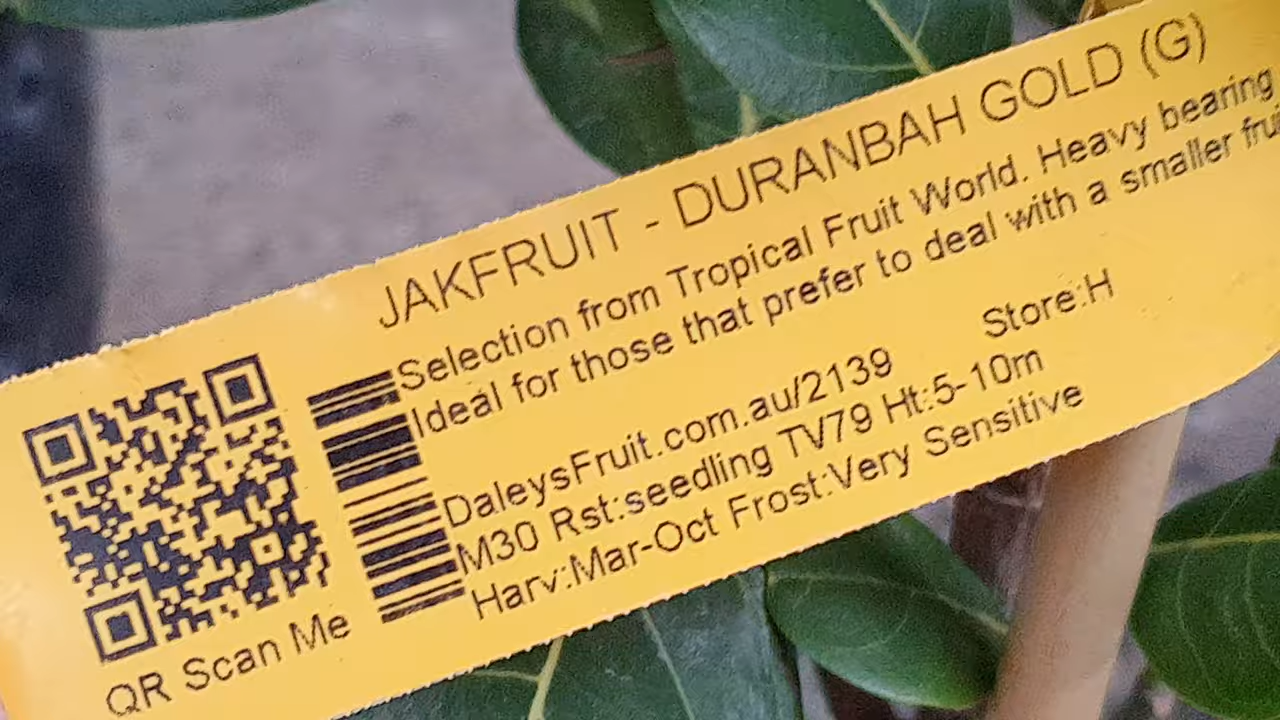 JAKFRUIT - DURANBAH GOLD (G)
Selection from Tropical Fruit World. Heavy bearing
Ideal for those that prefer to deal with a smaller
Store:H
DaleysFruit.com.au/2139
M30 Rst:seedling TV79 Ht:5-10m
Harv:Mar-Oct Frost:Very Sensitive
QR Scan Me